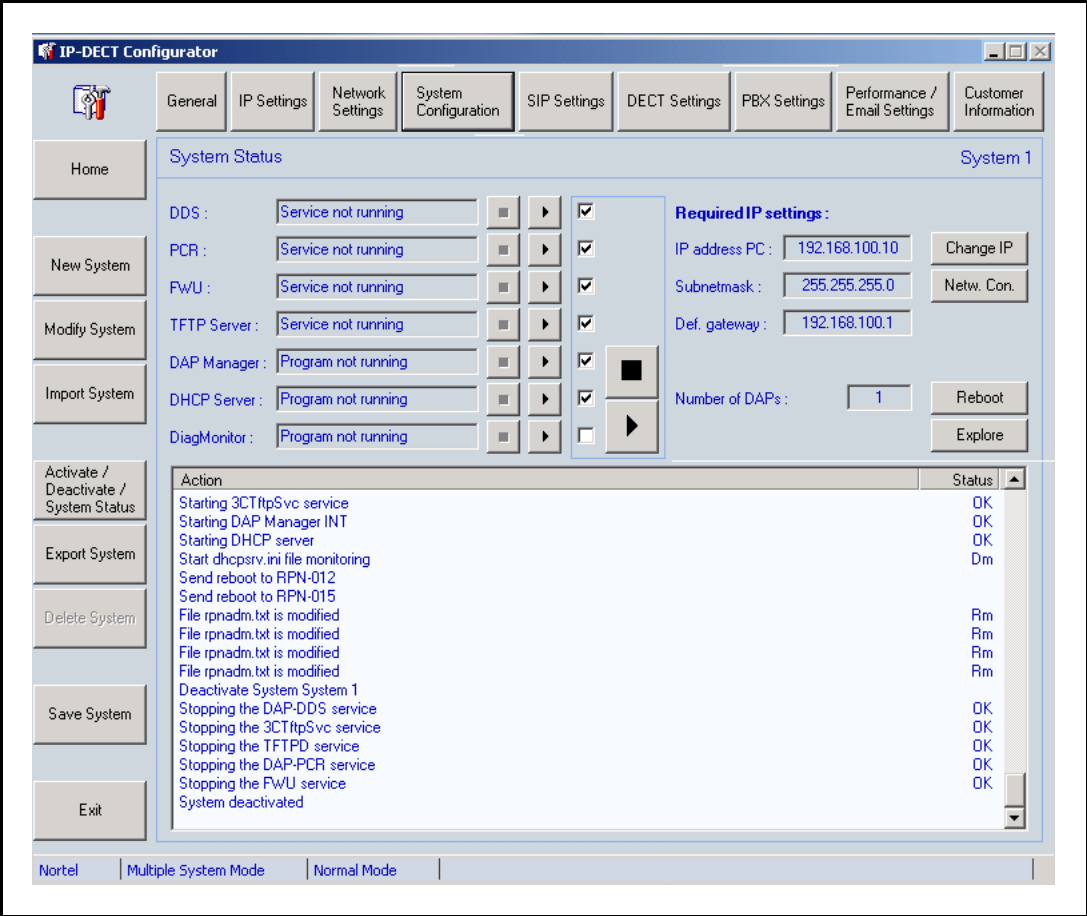 IP-DECT Configurator
General
IP Settings
Network
Settings
System
Configuration
SIP Settings
DECT Settings
PBX Settings
Performance /
Email Settings
Customer
Information
Home
New System
Modify System
Import System
Activate /
Deactivate /
System Status
Export System
Delete System
Save System
Exit
System Status
System 1
DDS :
Service not running
PCR :
Service not running
FWU :
Service not running
TFTP Server :
Service not running
DAP Manager :
Program not running
DHCP Server :
Program not running
DiagMonitor :
Program not running
Required IP settings :
IP address PC :
192.168.100.10
Change IP
Subnetmask :
255.255.255.0
Netw. Con.
Def. gateway :
192.168.100.1
Number of DAPs :
1
Reboot
Explore
Action Status
Starting 3CTftpSvc service OK
Starting DAP Manager INT OK
Starting DHCP server OK
Start dhcpsrv.ini file monitoring Dm
Send reboot to RPN-012
Send reboot to RPN-015
File rpnadm.txt is modified Rm
File rpnadm.txt is modified Rm
File rpnadm.txt is modified Rm
File rpnadm.txt is modified Rm
Deactivate System System 1
Stopping the DAP-DDS service OK
Stopping the 3CTftpSvc service OK
Stopping the TFTPD service OK
Stopping the DAP-PCR service OK
Stopping the FWU service OK
System deactivated
Nortel
Multiple System Mode
Normal Mode